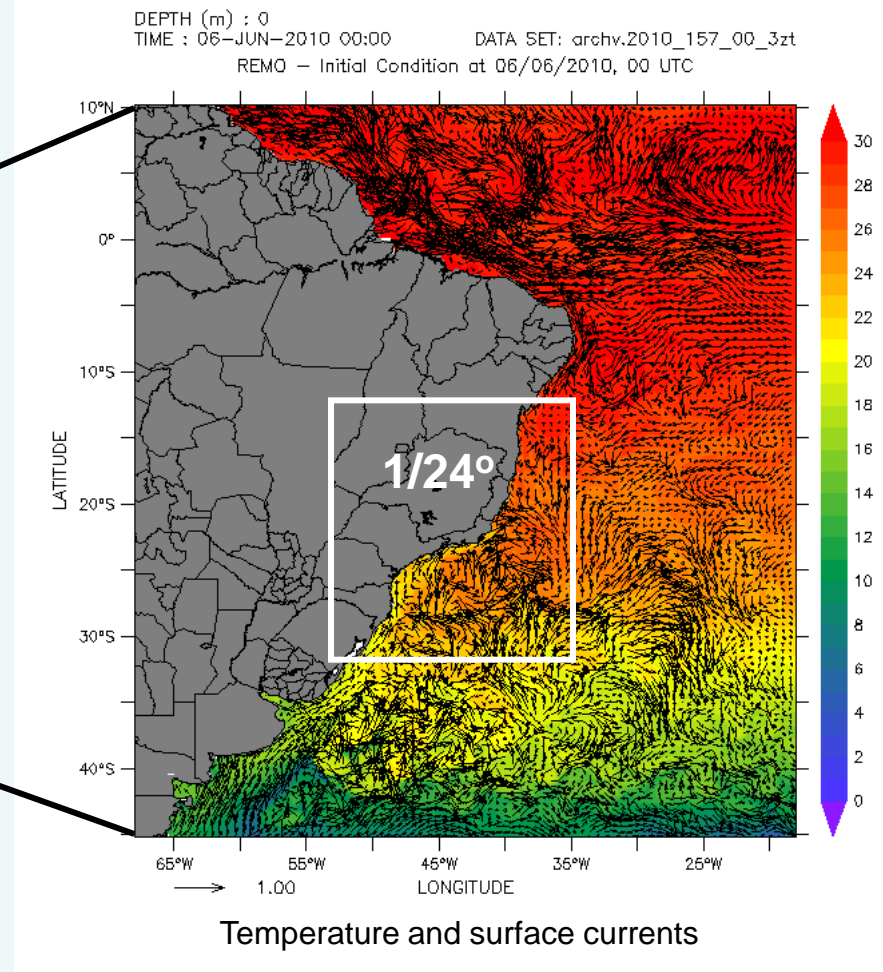 DEPTH (m) : 0
TIME : 06-JUN-2010 00:00 DATA SET: archv.2010_157_00_3zt
REMO - Initial Condition at 06/06/2010, 00 UTC
10°N
0°
10°S
20°S
30°S
40°S
LATITUDE
1/24º
30
28
26
24
22
20
18
16
14
12
10
8
6
4
2
0
65°W 55°W 45°W 35°W 25°W
1.00 LONGITUDE
Temperature and surface currents